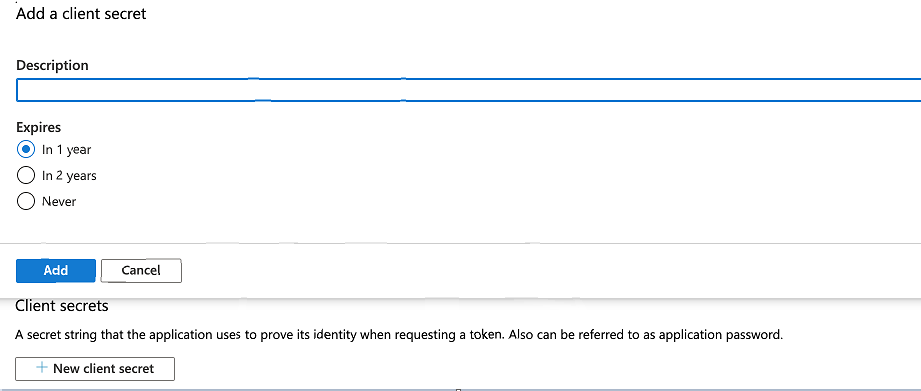 Add a client secret
Description
Expires
In 1 year
In 2 years
Never
Add
Cancel
Client secrets
A secret string that the application uses to prove its identity when requesting a token. Also can be referred to as application password.
+ New client secret